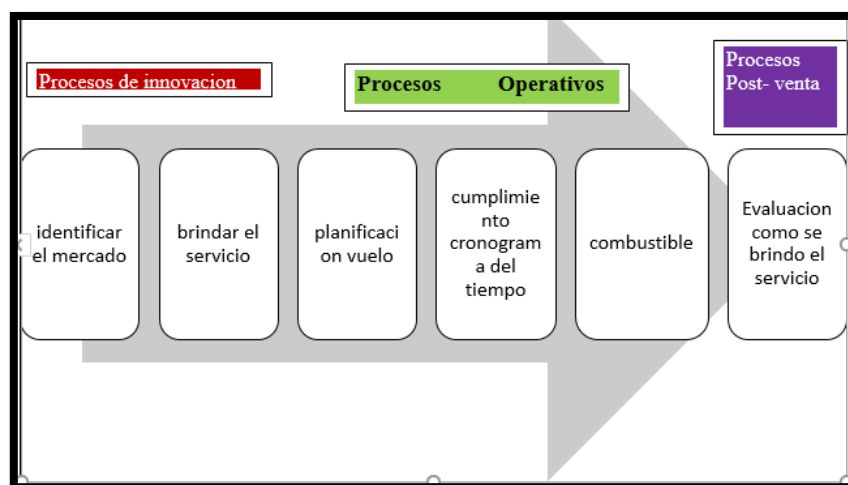 Procesos de innovacion
Procesos Operativos
Procesos
Post- venta
identificar
el mercado
brindar el
servicio
planificaci
on vuelo
cumplimie
nto
cronogram
a del
tiempo
combustible
Evaluacion
como se
brindo el
servicio